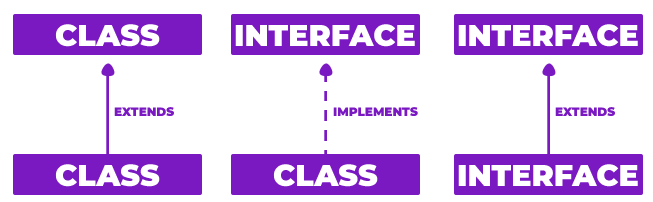 CLASS INTERFACE INTERFACE
EXTENDS IMPLEMENTS EXTENDS
CLASS CLASS INTERFACE